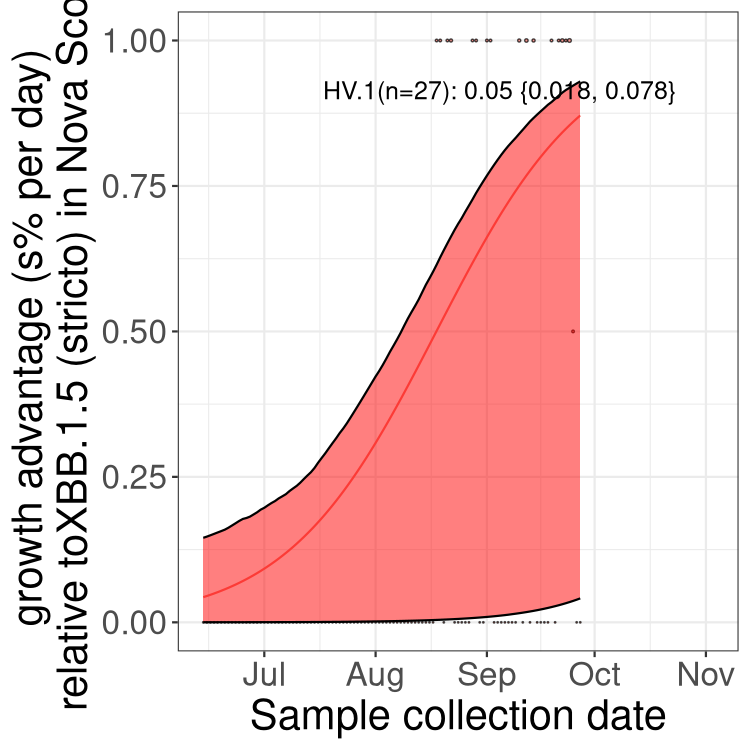 growth advantage (s% per day)
relative toXBB.1.5 (stricto) in Nova Sco
1.00
0.75
0.50
0.25
0.00
HV.1(n=27): 0.05 {0.018, 0.078}
Jul Aug Sep Oct Nov
Sample collection date